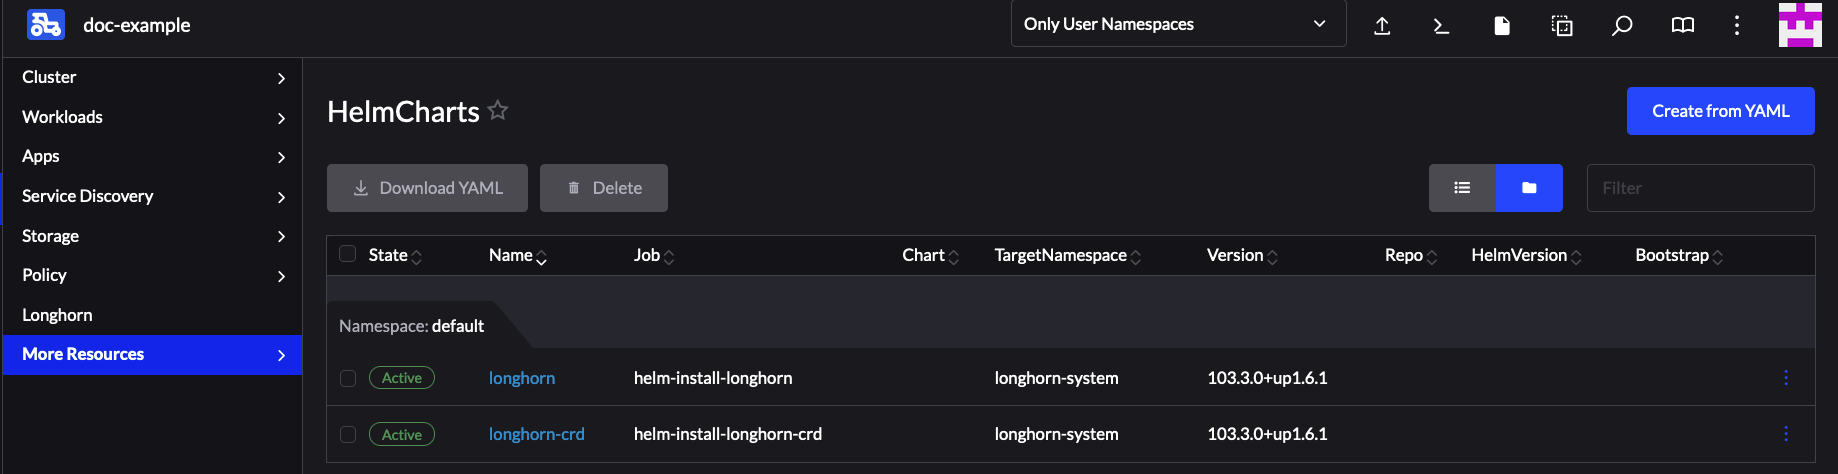 doc-example
Only User Namespaces
Cluster
Workloads
Apps
Service Discovery
Storage
Policy
Longhorn
More Resources
HelmCharts
Create from YAML
Download YAML
Delete
Filter
State Name Job Chart TargetNamespace Version Repo HelmVersion Bootstrap
Namespace: default
Active longhorn helm-install-longhorn longhorn-system 103.3.0+up1.6.1
Active longhorn-crd helm-install-longhorn-crd longhorn-system 103.3.0+up1.6.1